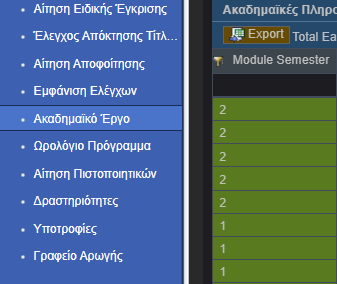 Αίτηση Ειδικής Έγκρισης
Έλεγχος Απόκτησης Τίτλ...
Αίτηση Αποφοίτησης
Εμφάνιση Ελέγχων
Ακαδημαϊκό Έργο
Ωρολόγιο Πρόγραμμα
Αίτηση Πιστοποιητικών
Δραστηριότητες
Υποτροφίες
Γραφείο Αρωγής
Ακαδημαϊκές Πληρο
Export Total Ea
Module Semester
2
2
2
2
2
1
1
1